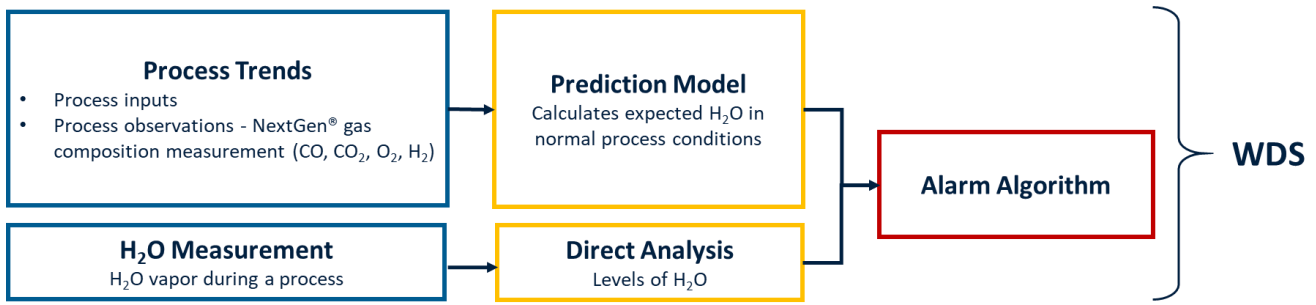 Process Trends
• Process inputs
• Process observations - NextGen® gas
composition measurement (CO, CO₂, O₂, H₂)
Prediction Model
Calculates expected H₂O in
normal process conditions
H₂O Measurement
H₂O vapor during a process
Direct Analysis
Levels of H₂O
Alarm Algorithm
WDS